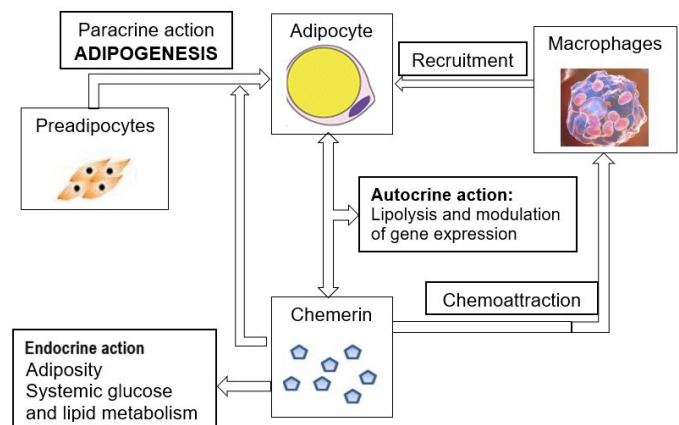 Paracrine action
ADIPOGENESIS
Adipocyte
Recruitment
Macrophages
Preadipocytes
Autocrine action:
Lipolysis and modulation
of gene expression
Chemoattraction
Chemerin
Endocrine action
Adiposity
Systemic glucose
and lipid metabolism